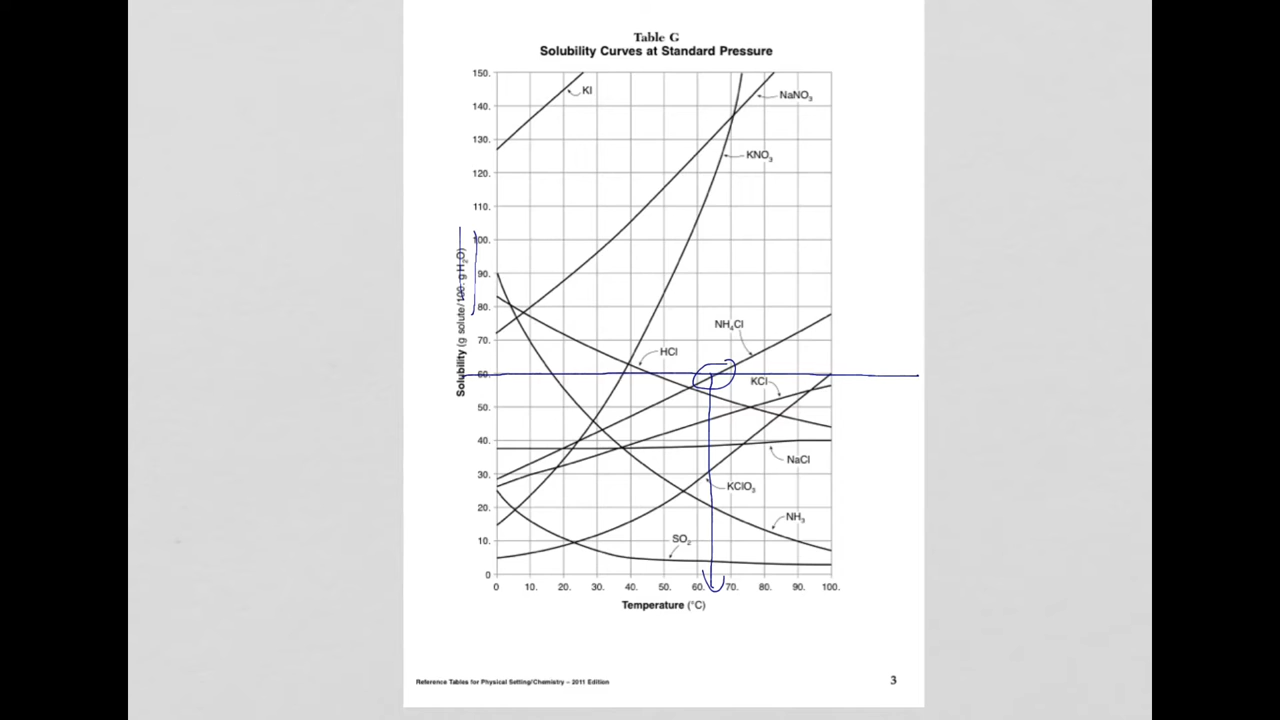 Table G
Solubility Curves at Standard Pressure
150.
140.
130.
120.
110.
100.
90.
80.
70.
60.
50.
40.
30.
20.
10.
0
Solubility (g solute/100. g H₂O)
KI
NaNO₃
KNO₃
NH₄Cl
HCl
KCl
NaCl
KClO₃
NH₃
SO₂
0 10. 20. 30. 40. 50. 60. 70. 80. 90. 100.
Temperature (°C)
Reference Tables for Physical Setting/Chemistry – 2011 Edition
3